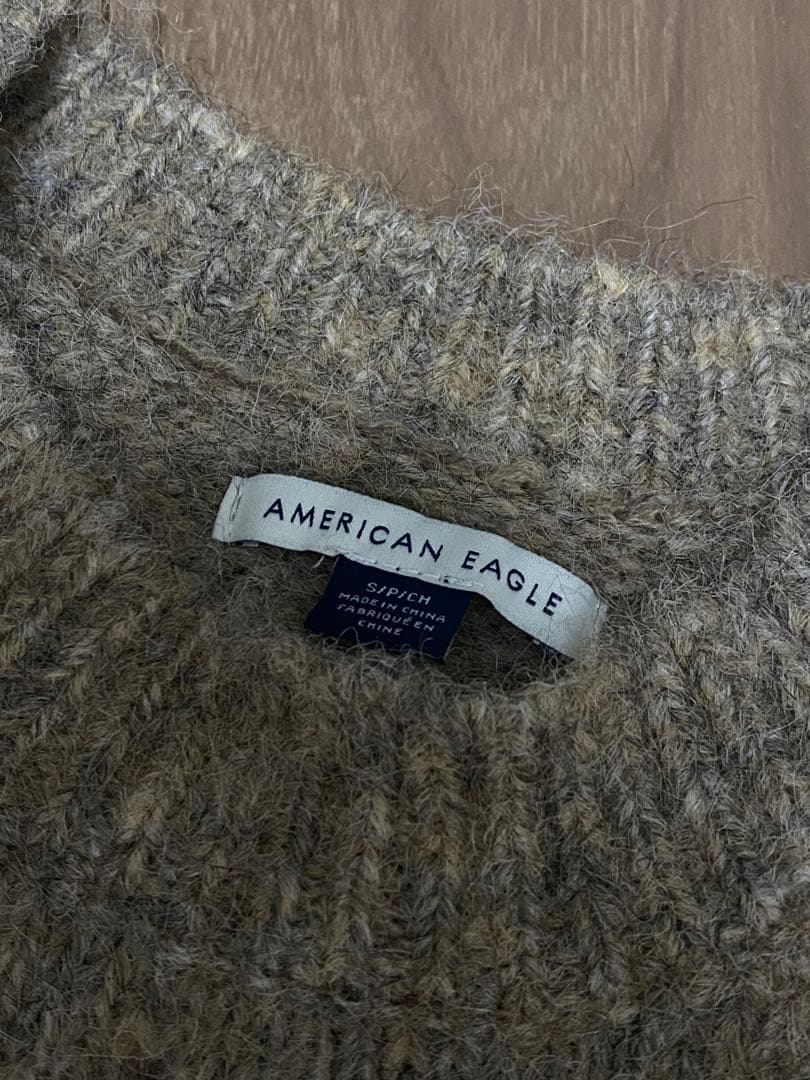 AMERICAN EAGLE
S/P/CH
MADE IN CHINA
FABRIQUÉ EN
CHINE